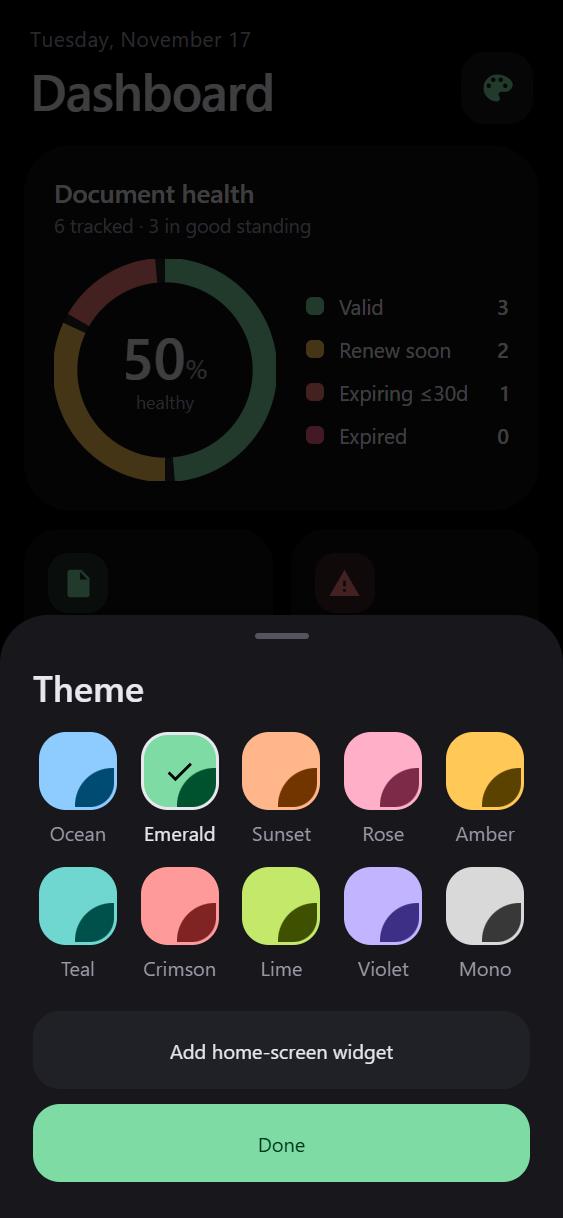 Tuesday, November 17
Dashboard
Document health
6 tracked · 3 in good standing
50%
healthy
Valid 3
Renew soon 2
Expiring ≤30d 1
Expired 0
Theme
Ocean Emerald Sunset Rose Amber
Teal Crimson Lime Violet Mono
Add home-screen widget
Done